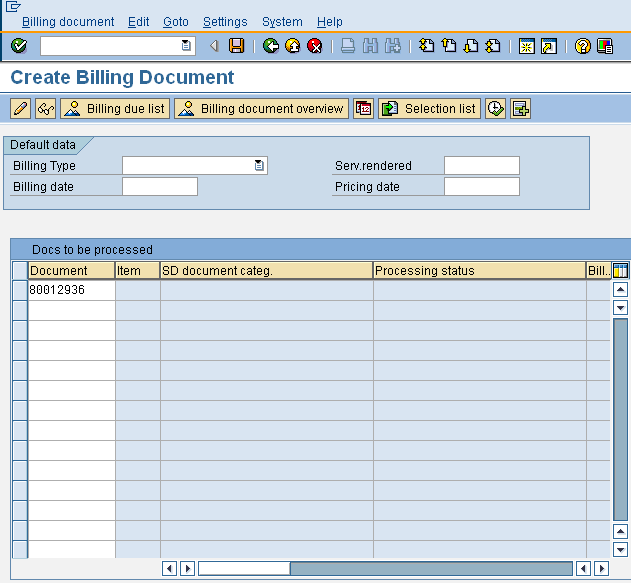 Billing document Edit Goto Settings System Help
Create Billing Document
Billing due list Billing document overview Selection list
Default data
Billing Type Serv.rendered
Billing date Pricing date
Docs to be processed
Document Item SD document categ. Processing status Bill..
80012936